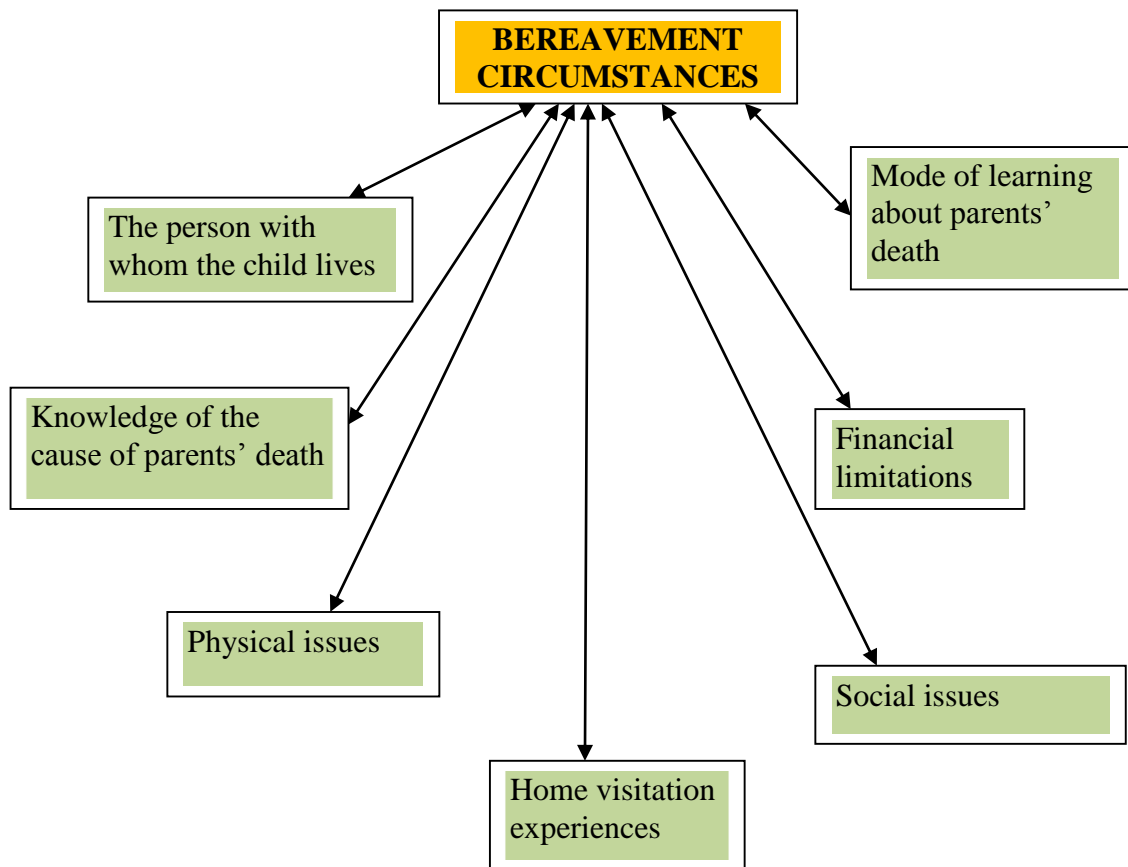 BEREAVEMENT
CIRCUMSTANCES
Mode of learning
about parents’
death
The person with
whom the child lives
Knowledge of the
cause of parents’ death
Financial
limitations
Physical issues
Social issues
Home visitation
experiences